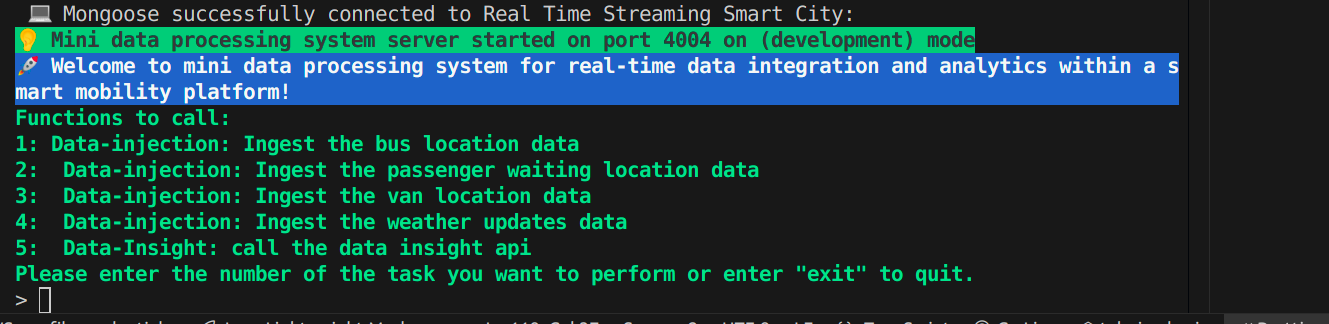 💻 Mongoose successfully connected to Real Time Streaming Smart City:
💡 Mini data processing system server started on port 4004 on (development) mode
🚀 Welcome to mini data processing system for real-time data integration and analytics within a s
mart mobility platform!
Functions to call:
1: Data-injection: Ingest the bus location data
2:  Data-injection: Ingest the passenger waiting location data
3:  Data-injection: Ingest the van location data
4:  Data-injection: Ingest the weather updates data
5:  Data-Insight: call the data insight api
Please enter the number of the task you want to perform or enter "exit" to quit.
>